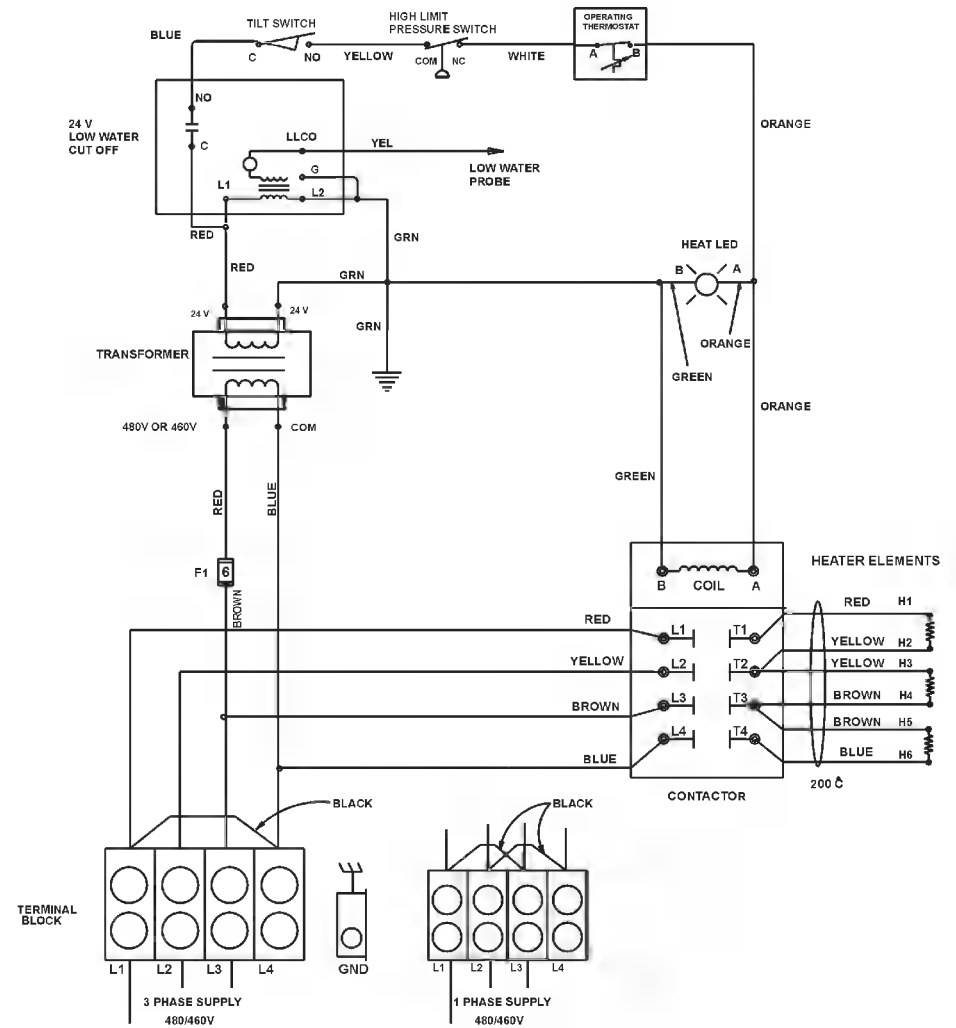 HIGH LIMIT
PRESSURE SWITCH
OPERATING
THERMOSTAT
TILT SWITCH
BLUE
C
NO
YELLOW
COM
NC
WHITE
A
B
NO
24 V
LOW WATER
CUT OFF
C
LLCO
YEL
LOW WATER
PROBE
G
L1
L2
ORANGE
RED
GRN
HEAT LED
RED
GRN
B
A
24 V
24 V
GRN
ORANGE
TRANSFORMER
GREEN
ORANGE
480V OR 460V
COM
GREEN
RED
BLUE
F1
6
BROWN
B
COIL
A
HEATER ELEMENTS
RED
L1
T1
RED
H1
YELLOW
L2
T2
YELLOW
H2
YELLOW
H3
BROWN
L3
T3
BROWN
H4
BROWN
H5
BLUE
L4
T4
BLUE
H6
200 C
CONTACTOR
BLACK
BLACK
TERMINAL
BLOCK
L1
L2
L3
L4
GND
L1
L2
L3
L4
3 PHASE SUPPLY
480/460V
1 PHASE SUPPLY
480/460V